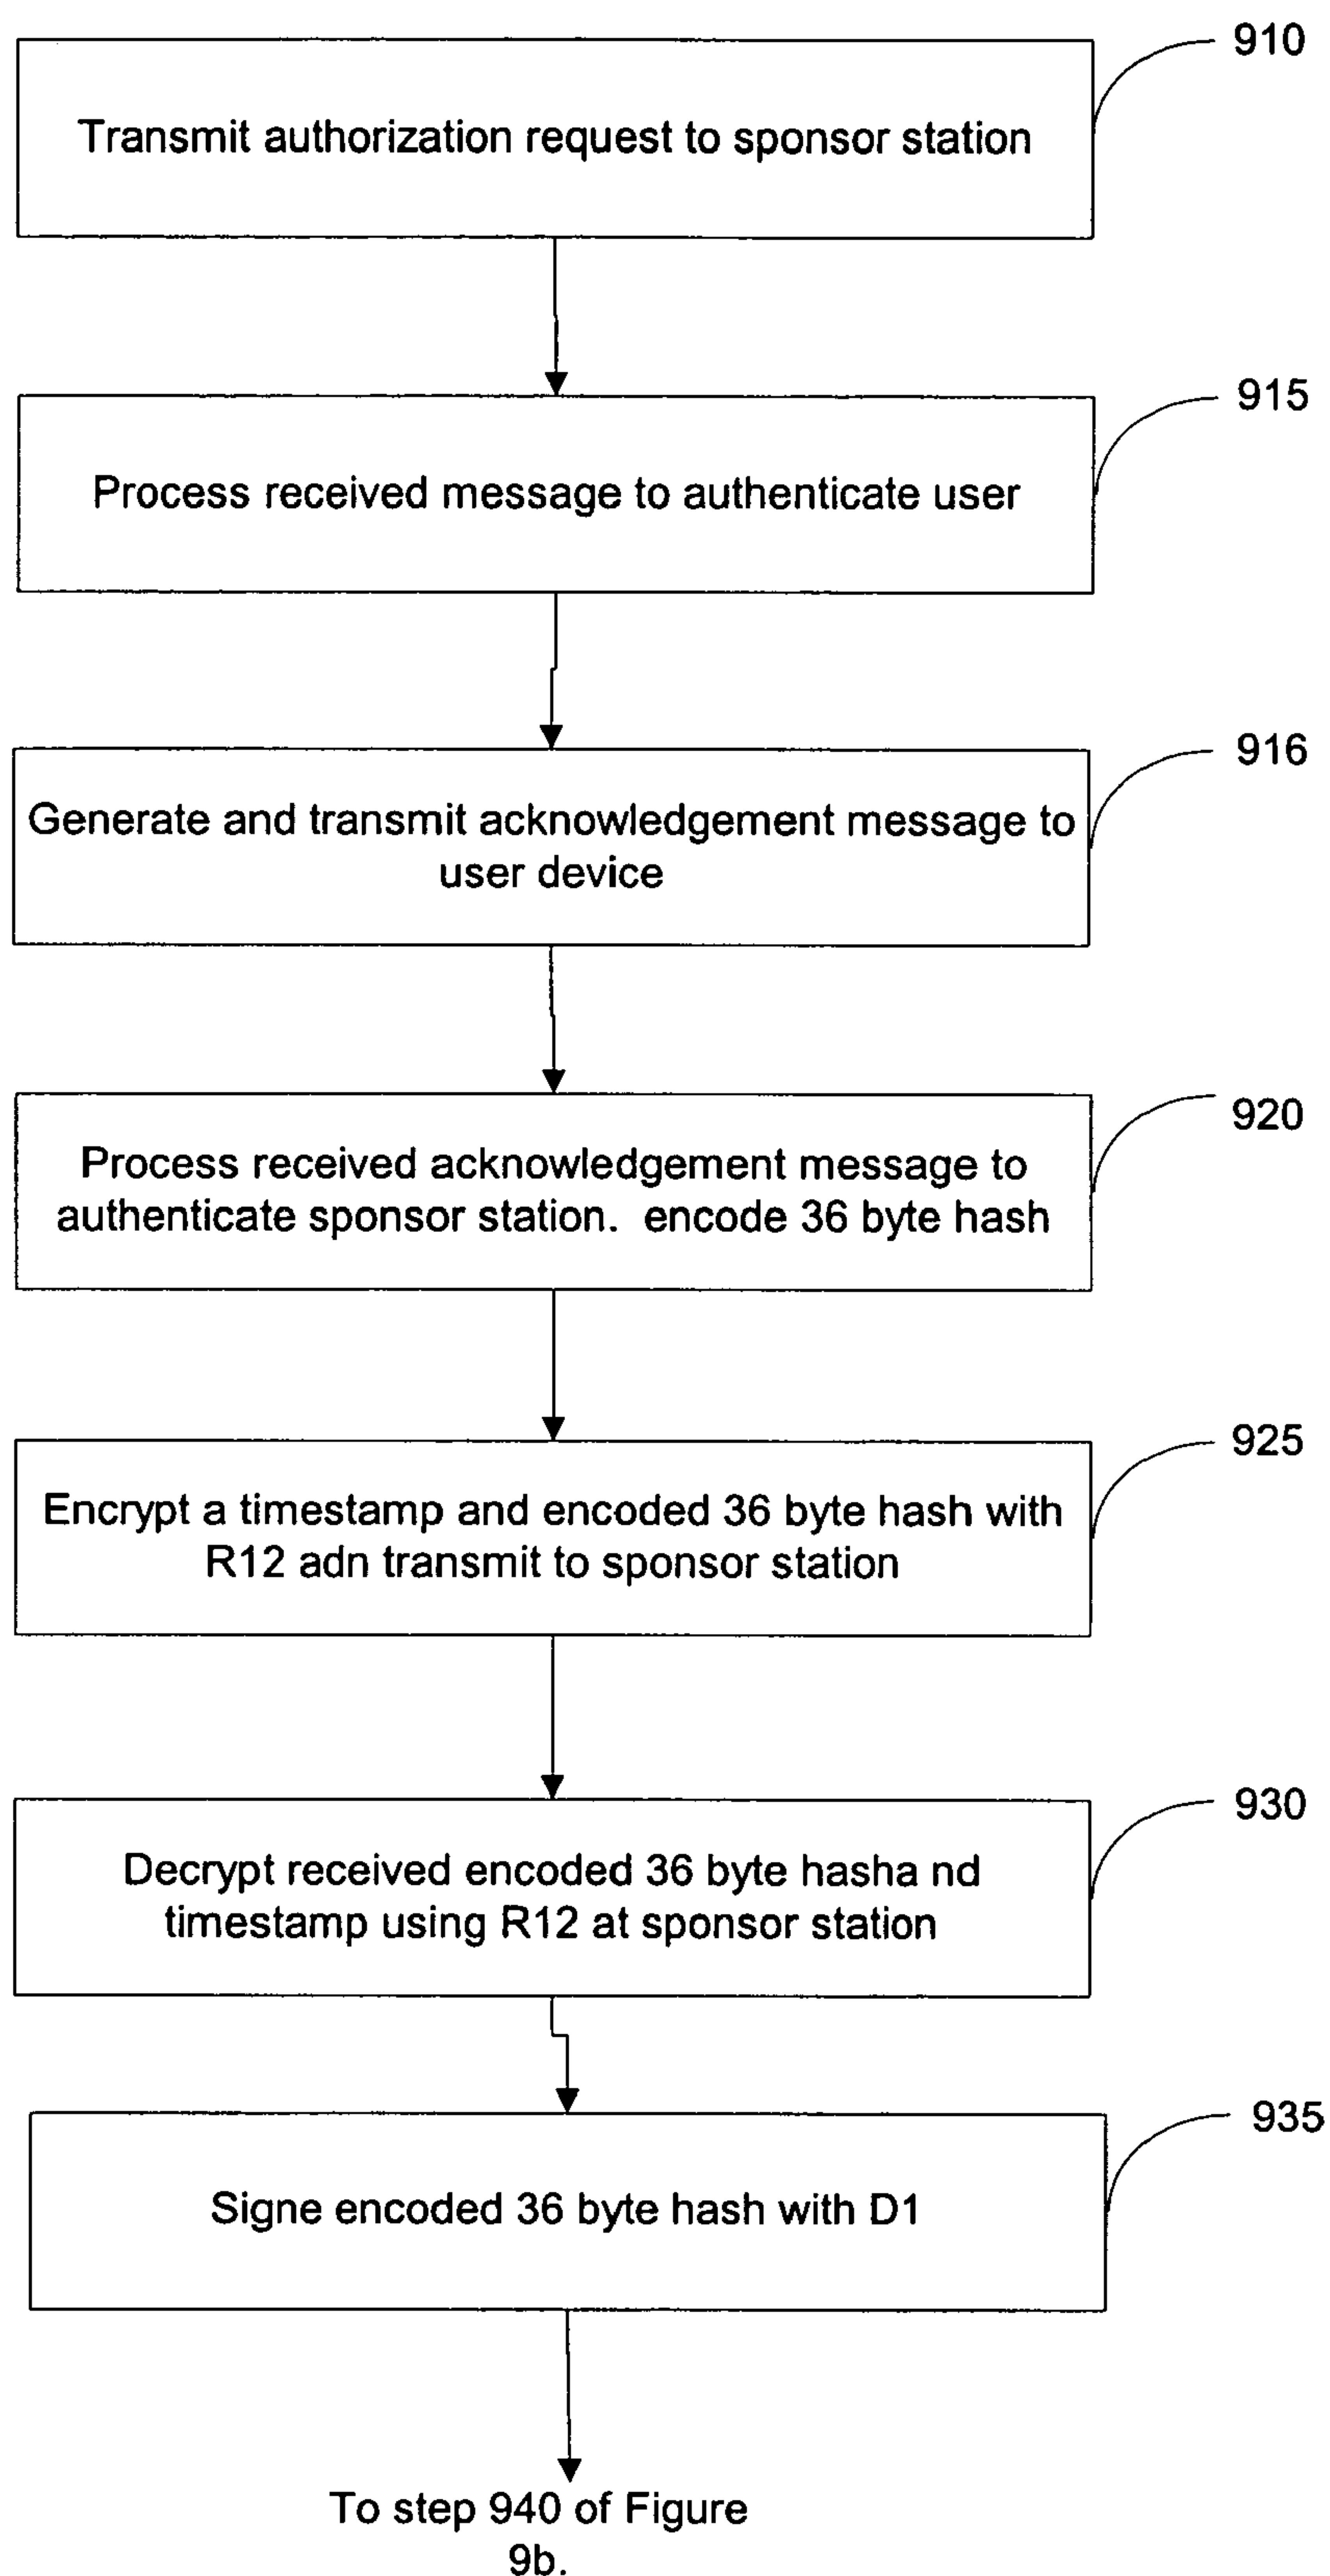 910
Transmit authorization request to sponsor station
915
Process received message to authenticate user
916
Generate and transmit acknowledgement message to
user device
920
Process received acknowledgement message to
authenticate sponsor station.  encode 36 byte hash
925
Encrypt a timestamp and encoded 36 byte hash with
R12 adn transmit to sponsor station
930
Decrypt received encoded 36 byte hasha nd
timestamp using R12 at sponsor station
935
Signe encoded 36 byte hash with D1
To step 940 of Figure
9b.